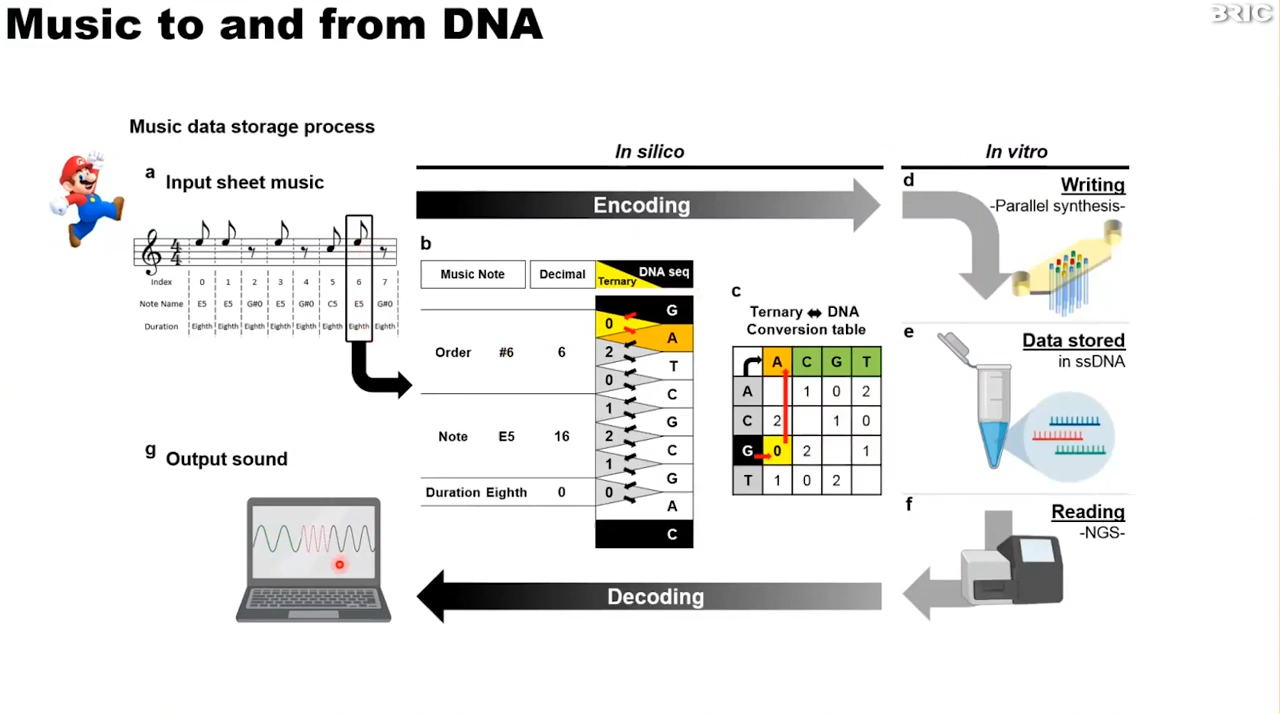 Music to and from DNA
BRIC
Music data storage process
a Input sheet music
4
4
Index 0 1 2 3 4 5 6 7
Note Name E5 E5 G#0 E5 G#0 C5 E5 G#0
Duration Eighth Eighth Eighth Eighth Eighth Eighth Eighth Eighth
g Output sound
In silico
Encoding
b
Music Note Decimal Ternary DNA seq
G
0
A
Order #6 6 2
T
0
C
1
G
Note E5 16 2
C
1
G
Duration Eighth 0 0
A
C
c
Ternary ⬌ DNA
Conversion table
A C G T
A 1 0 2
C 2 1 0
G 0 2 1
T 1 0 2
Decoding
In vitro
d Writing
-Parallel synthesis-
e Data stored
in ssDNA
f Reading
-NGS-